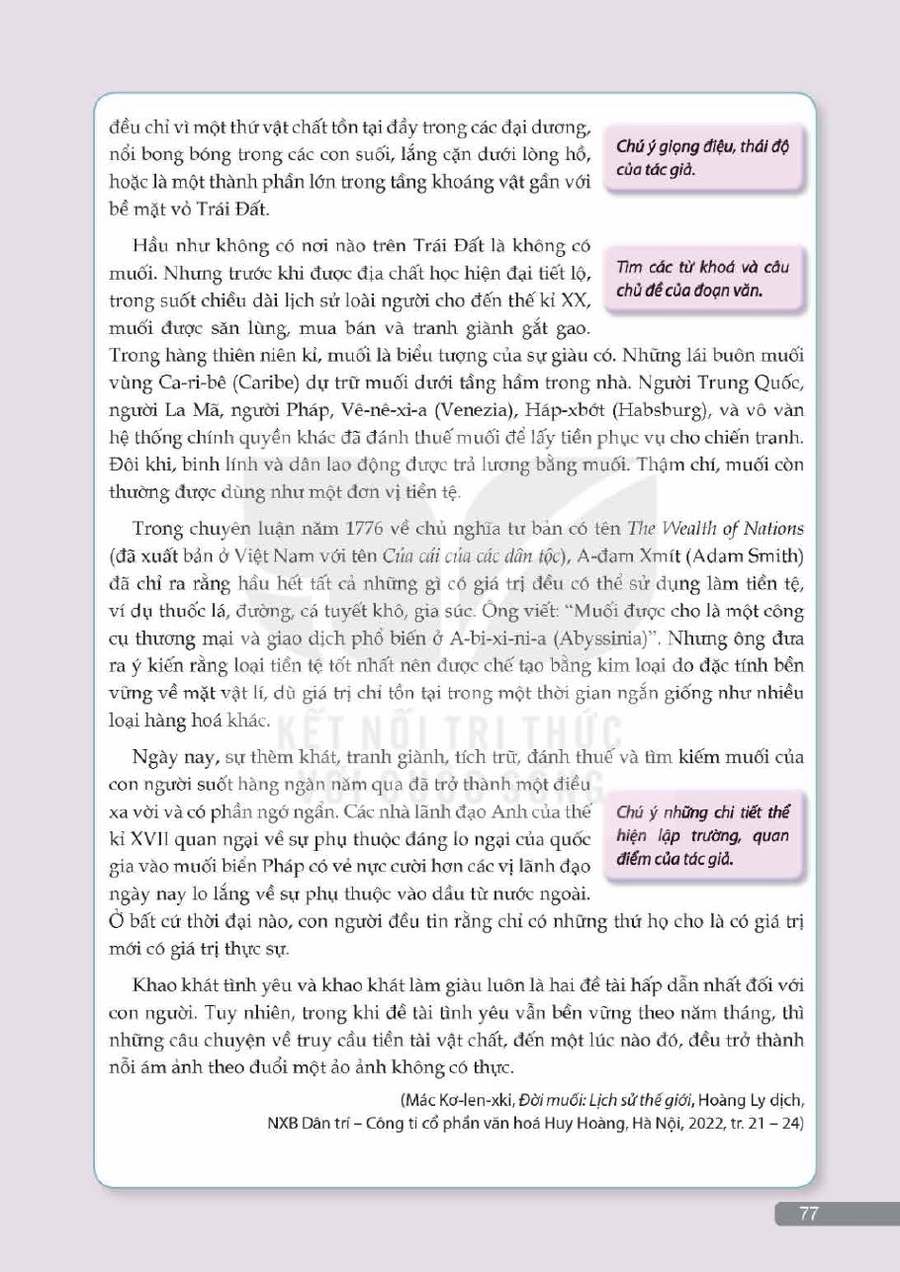 đều chỉ vì một thứ vật chất tồn tại đầy trong các đại dương,
nổi bong bóng trong các con suối, lắng cặn dưới lòng hồ,
hoặc là một thành phần lớn trong tầng khoáng vật gần với
bề mặt vỏ Trái Đất.
Chú ý giọng điệu, thái độ
của tác giả.
Hầu như không có nơi nào trên Trái Đất là không có
muối. Nhưng trước khi được địa chất học hiện đại tiết lộ,
trong suốt chiều dài lịch sử loài người cho đến thế kỉ XX,
muối được săn lùng, mua bán và tranh giành gắt gao.
Tìm các từ khoá và câu
chủ đề của đoạn văn.
Trong hàng thiên niên kỉ, muối là biểu tượng của sự giàu có. Những lái buôn muối
vùng Ca-ri-bê (Caribe) dự trữ muối dưới tầng hầm trong nhà. Người Trung Quốc,
người La Mã, người Pháp, Vê-nê-xi-a (Venezia), Háp-xbớt (Habsburg), và vô vàn
hệ thống chính quyền khác đã đánh thuế muối để lấy tiền phục vụ cho chiến tranh.
Đôi khi, binh lính và dân lao động được trả lương bằng muối. Thậm chí, muối còn
thường được dùng như một đơn vị tiền tệ.
Trong chuyên luận năm 1776 về chủ nghĩa tư bản có tên The Wealth of Nations
(đã xuất bản ở Việt Nam với tên Của cải của các dân tộc), A-đam Xmít (Adam Smith)
đã chỉ ra rằng hầu hết tất cả những gì có giá trị đều có thể sử dụng làm tiền tệ,
ví dụ thuốc lá, đường, cá tuyết khô, gia súc. Ông viết: “Muối được cho là một công
cụ thương mại và giao dịch phổ biến ở A-bi-xi-ni-a (Abyssinia)”. Nhưng ông đưa
ra ý kiến rằng loại tiền tệ tốt nhất nên được chế tạo bằng kim loại do đặc tính bền
vững về mặt vật lí, dù giá trị chỉ tồn tại trong một thời gian ngắn giống như nhiều
loại hàng hoá khác.
KẾT NỐI TRI THỨC
VỚI CUỘC SỐNG
Ngày nay, sự thèm khát, tranh giành, tích trữ, đánh thuế và tìm kiếm muối của
con người suốt hàng ngàn năm qua đã trở thành một điều
xa vời và có phần ngớ ngẩn. Các nhà lãnh đạo Anh của thế
kỉ XVII quan ngại về sự phụ thuộc đáng lo ngại của quốc
gia vào muối biển Pháp có vẻ nực cười hơn các vị lãnh đạo
ngày nay lo lắng về sự phụ thuộc vào dầu từ nước ngoài.
Chú ý những chi tiết thể
hiện lập trường, quan
điểm của tác giả.
Ở bất cứ thời đại nào, con người đều tin rằng chỉ có những thứ họ cho là có giá trị
mới có giá trị thực sự.
Khao khát tình yêu và khao khát làm giàu luôn là hai đề tài hấp dẫn nhất đối với
con người. Tuy nhiên, trong khi đề tài tình yêu vẫn bền vững theo năm tháng, thì
những câu chuyện về truy cầu tiền tài vật chất, đến một lúc nào đó, đều trở thành
nỗi ám ảnh theo đuổi một ảo ảnh không có thực.
(Mác Kơ-len-xki, Đời muối: Lịch sử thế giới, Hoàng Ly dịch,
NXB Dân trí – Công ti cổ phần văn hoá Huy Hoàng, Hà Nội, 2022, tr. 21 – 24)
77